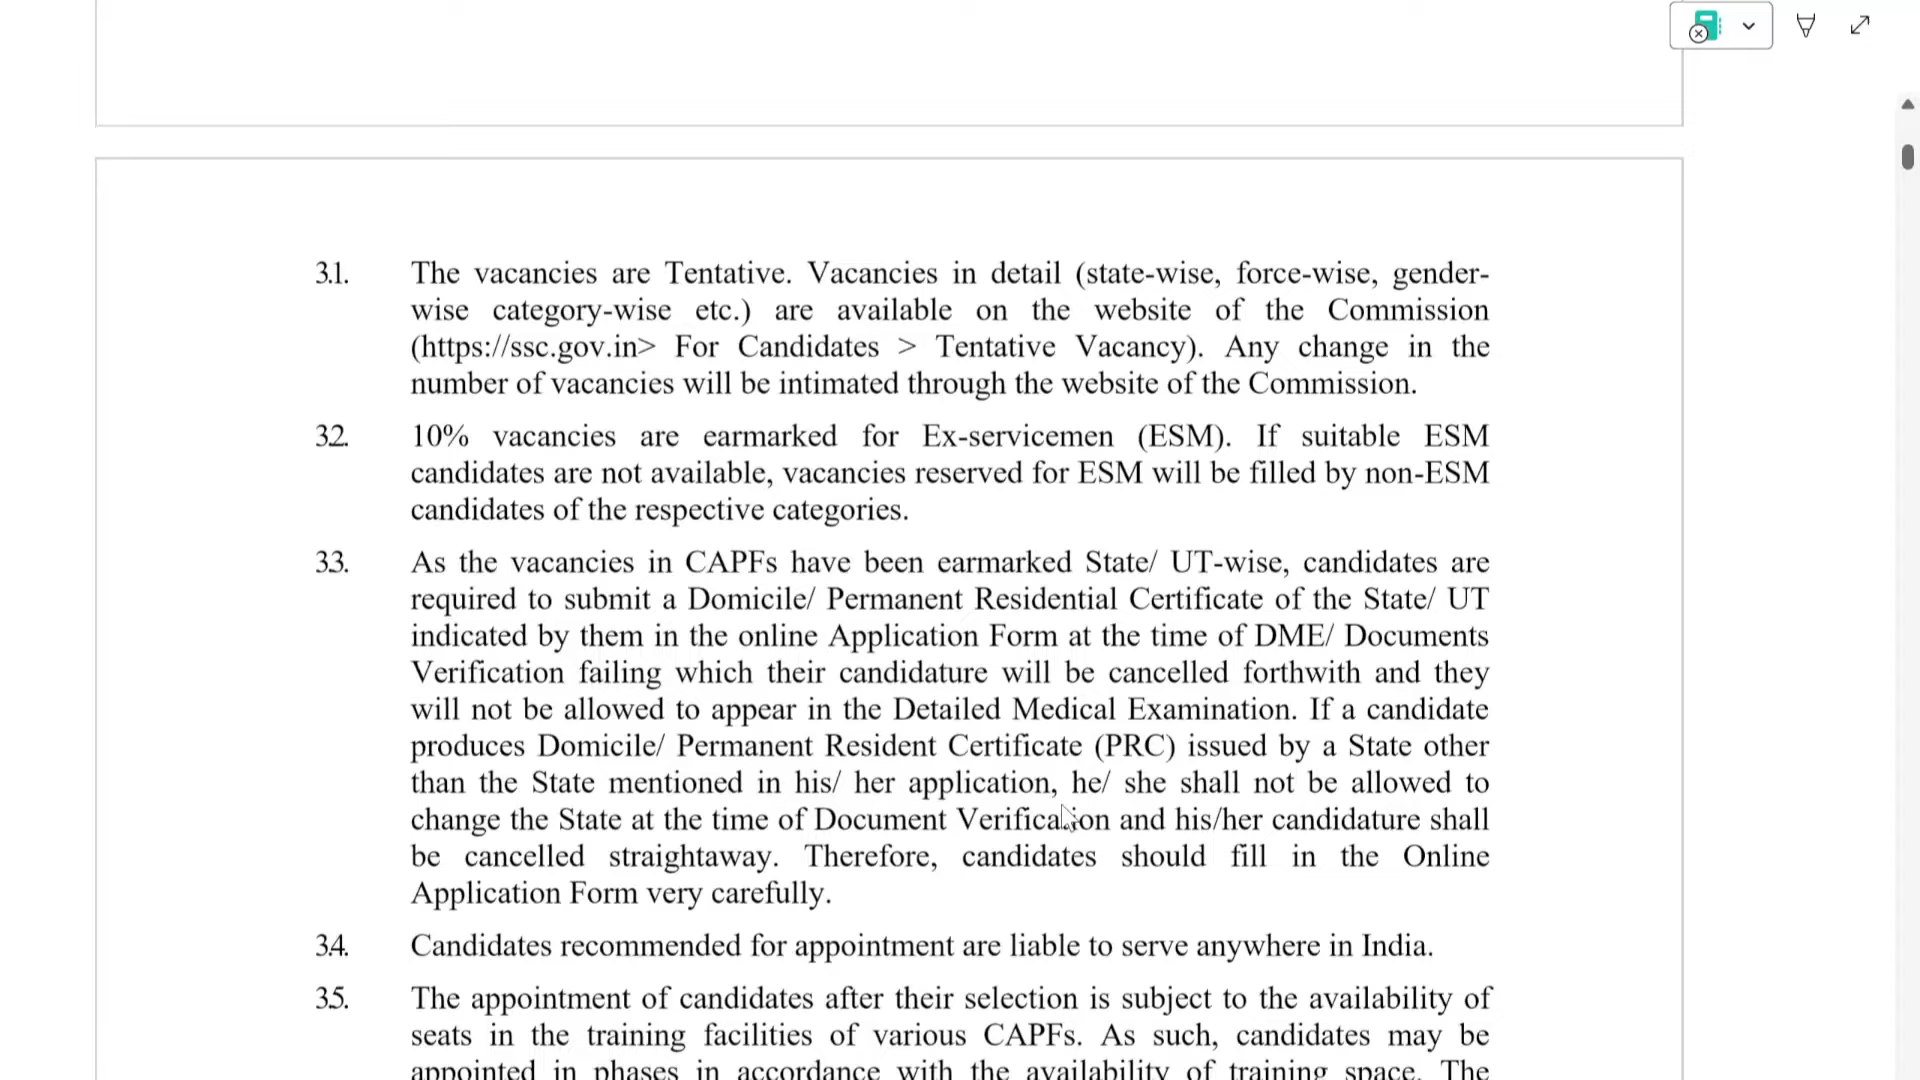 3.1. The vacancies are Tentative. Vacancies in detail (state-wise, force-wise, gender-
wise category-wise etc.) are available on the website of the Commission
(https://ssc.gov.in> For Candidates > Tentative Vacancy). Any change in the
number of vacancies will be intimated through the website of the Commission.
3.2. 10% vacancies are earmarked for Ex-servicemen (ESM). If suitable ESM
candidates are not available, vacancies reserved for ESM will be filled by non-ESM
candidates of the respective categories.
3.3. As the vacancies in CAPFs have been earmarked State/ UT-wise, candidates are
required to submit a Domicile/ Permanent Residential Certificate of the State/ UT
indicated by them in the online Application Form at the time of DME/ Documents
Verification failing which their candidature will be cancelled forthwith and they
will not be allowed to appear in the Detailed Medical Examination. If a candidate
produces Domicile/ Permanent Resident Certificate (PRC) issued by a State other
than the State mentioned in his/ her application, he/ she shall not be allowed to
change the State at the time of Document Verification and his/her candidature shall
be cancelled straightaway. Therefore, candidates should fill in the Online
Application Form very carefully.
3.4. Candidates recommended for appointment are liable to serve anywhere in India.
3.5. The appointment of candidates after their selection is subject to the availability of
seats in the training facilities of various CAPFs. As such, candidates may be
appointed in phases in accordance with the availability of training space. The